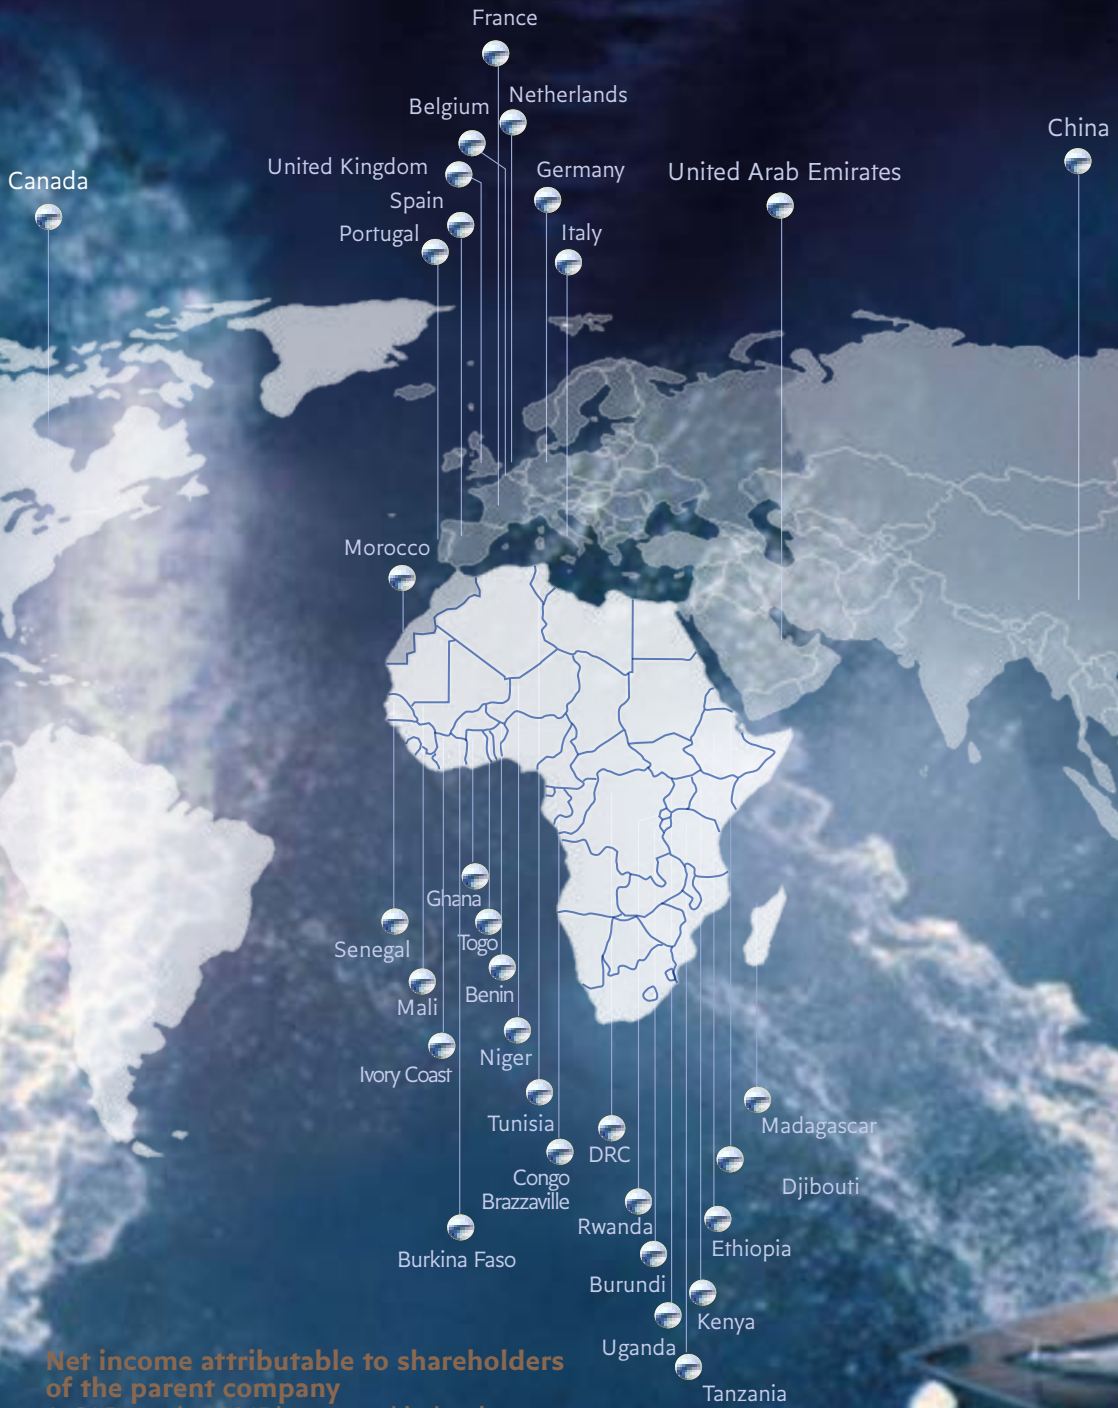 France
Netherlands
Belgium
China
United Kingdom
Germany
United Arab Emirates
Canada
Spain
Portugal
Italy
Morocco
Ghana
Senegal
Togo
Mali
Benin
Ivory Coast
Niger
Tunisia
Madagascar
DRC
Congo
Brazzaville
Djibouti
Rwanda
Burkina Faso
Ethiopia
Burundi
Kenya
Uganda
Tanzania
Net income attributable to shareholders
of the parent company